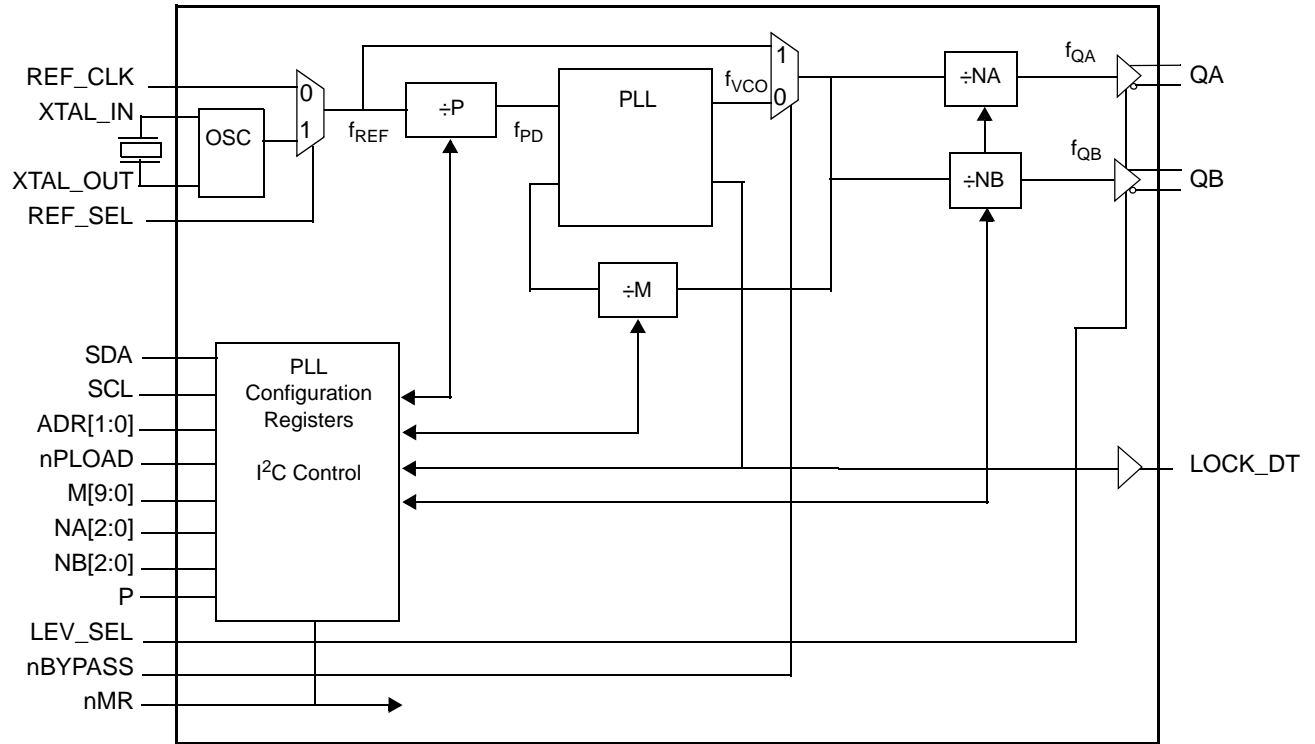 REF_CLK
XTAL_IN
XTAL_OUT
REF_SEL
OSC
0
1
fREF
÷P
fPD
PLL
fVCO
1
0
÷M
÷NA
÷NB
fQA
fQB
QA
QB
SDA
SCL
ADR[1:0]
nPLOAD
M[9:0]
NA[2:0]
NB[2:0]
P
LEV_SEL
nBYPASS
nMR
PLL
Configuration
Registers
I²C Control
LOCK_DT